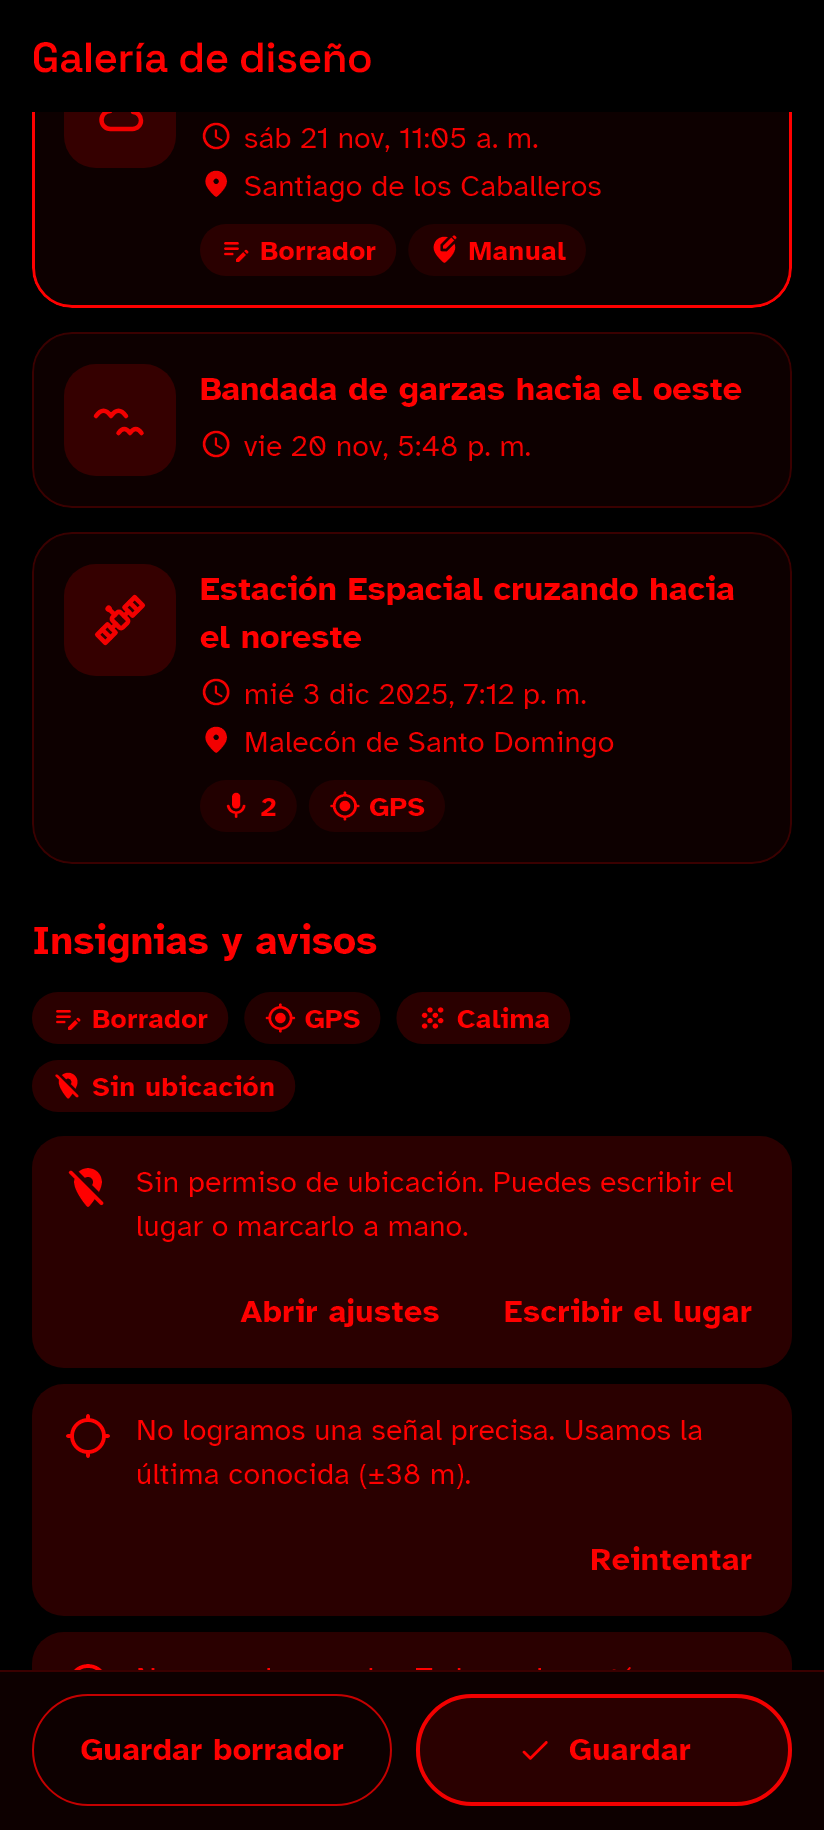 Galería de diseño
sáb 21 nov, 11:05 a. m.
Santiago de los Caballeros
Borrador Manual
Bandada de garzas hacia el oeste
vie 20 nov, 5:48 p. m.
Estación Espacial cruzando hacia
el noreste
mié 3 dic 2025, 7:12 p. m.
Malecón de Santo Domingo
2 GPS
Insignias y avisos
Borrador GPS Calima
Sin ubicación
Sin permiso de ubicación. Puedes escribir el
lugar o marcarlo a mano.
Abrir ajustes Escribir el lugar
No logramos una señal precisa. Usamos la
última conocida (±38 m).
Reintentar
Guardar borrador Guardar